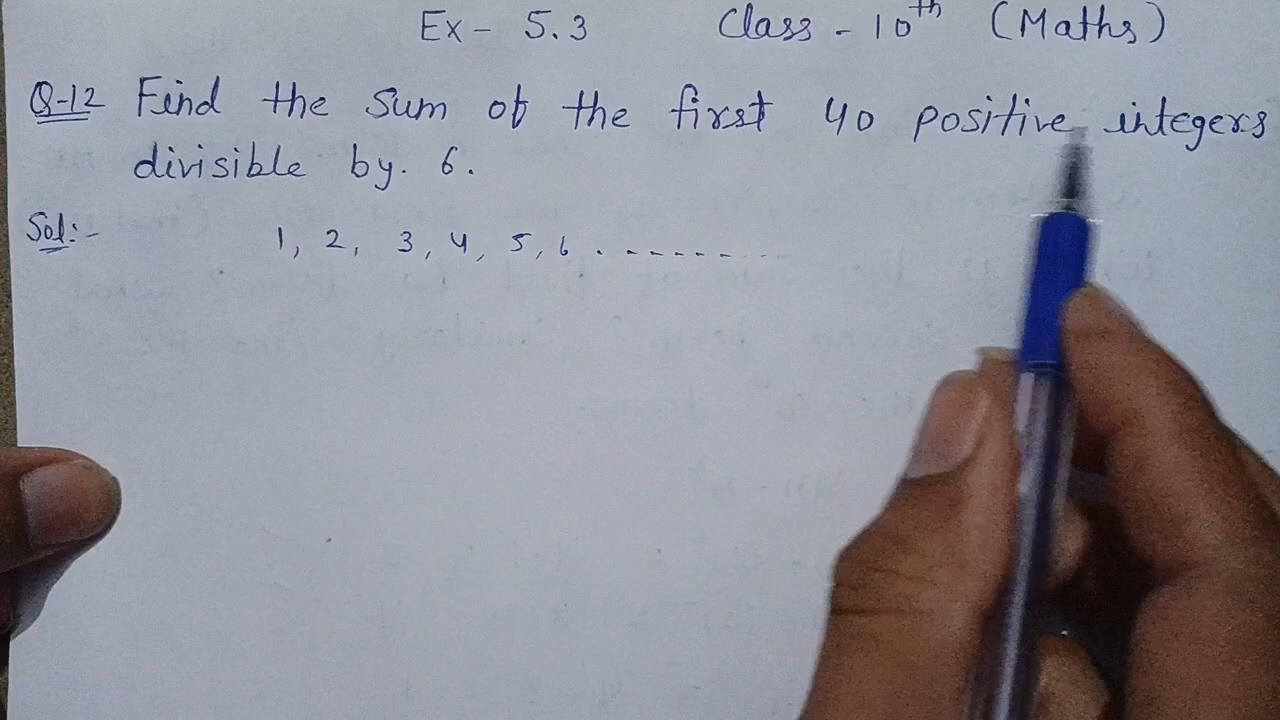 Ex- 5.3 Class - 10th (Maths)
Q-12 Find the sum of the first 40 positive integers
divisible by. 6.
Sol:- 1, 2, 3, 4, 5, 6 . - - - - - - -